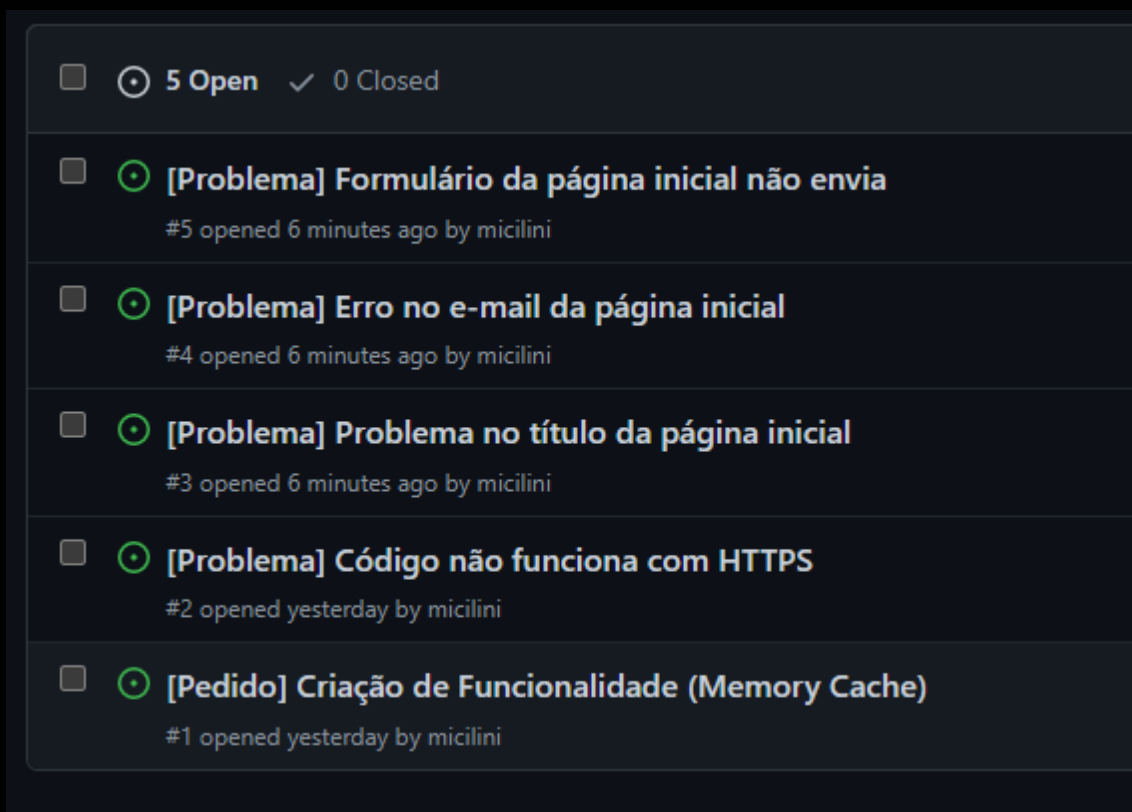 5 Open 0 Closed
[Problema] Formulário da página inicial não envia
#5 opened 6 minutes ago by micilini
[Problema] Erro no e-mail da página inicial
#4 opened 6 minutes ago by micilini
[Problema] Problema no título da página inicial
#3 opened 6 minutes ago by micilini
[Problema] Código não funciona com HTTPS
#2 opened yesterday by micilini
[Pedido] Criação de Funcionalidade (Memory Cache)
#1 opened yesterday by micilini